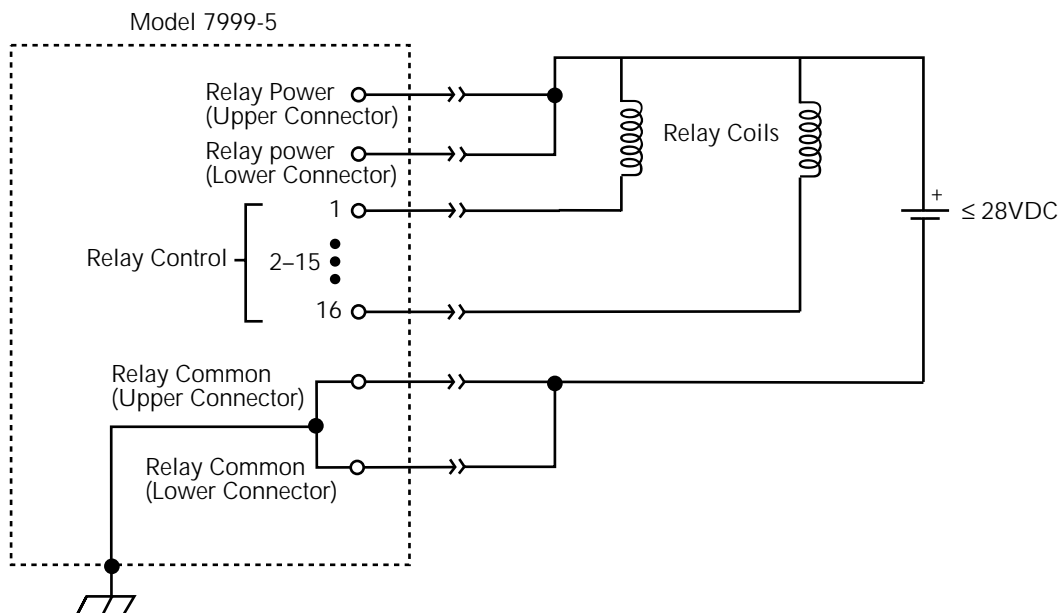 Model 7999-5
Relay Power
(Upper Connector)
Relay power
(Lower Connector)
Relay Coils
1
+
≤ 28VDC
Relay Control
2–15
16
Relay Common
(Upper Connector)
Relay Common
(Lower Connector)